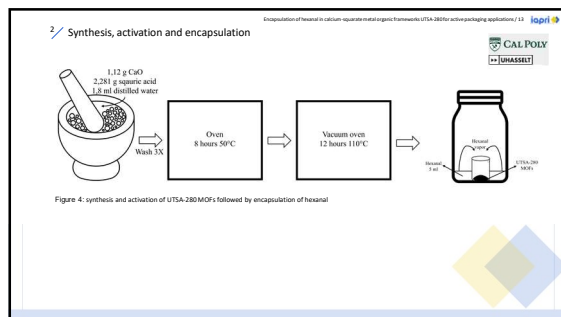 Encapsulation of hexanal in calcium-squarate metal organic frameworks UTSA-280 for active packaging applications / 13
iapri
2/ Synthesis, activation and encapsulation
CAL POLY
UHASSELT
1,12 g CaO
2,281 g sqauric acid
1,8 ml distilled water
Wash 3X
Oven
8 hours 50°C
Vacuum oven
12 hours 110°C
Hexanal
vapor
Hexanal
5 ml
UTSA-280
MOFs
Figure 4: synthesis and activation of UTSA-280 MOFs followed by encapsulation of hexanal